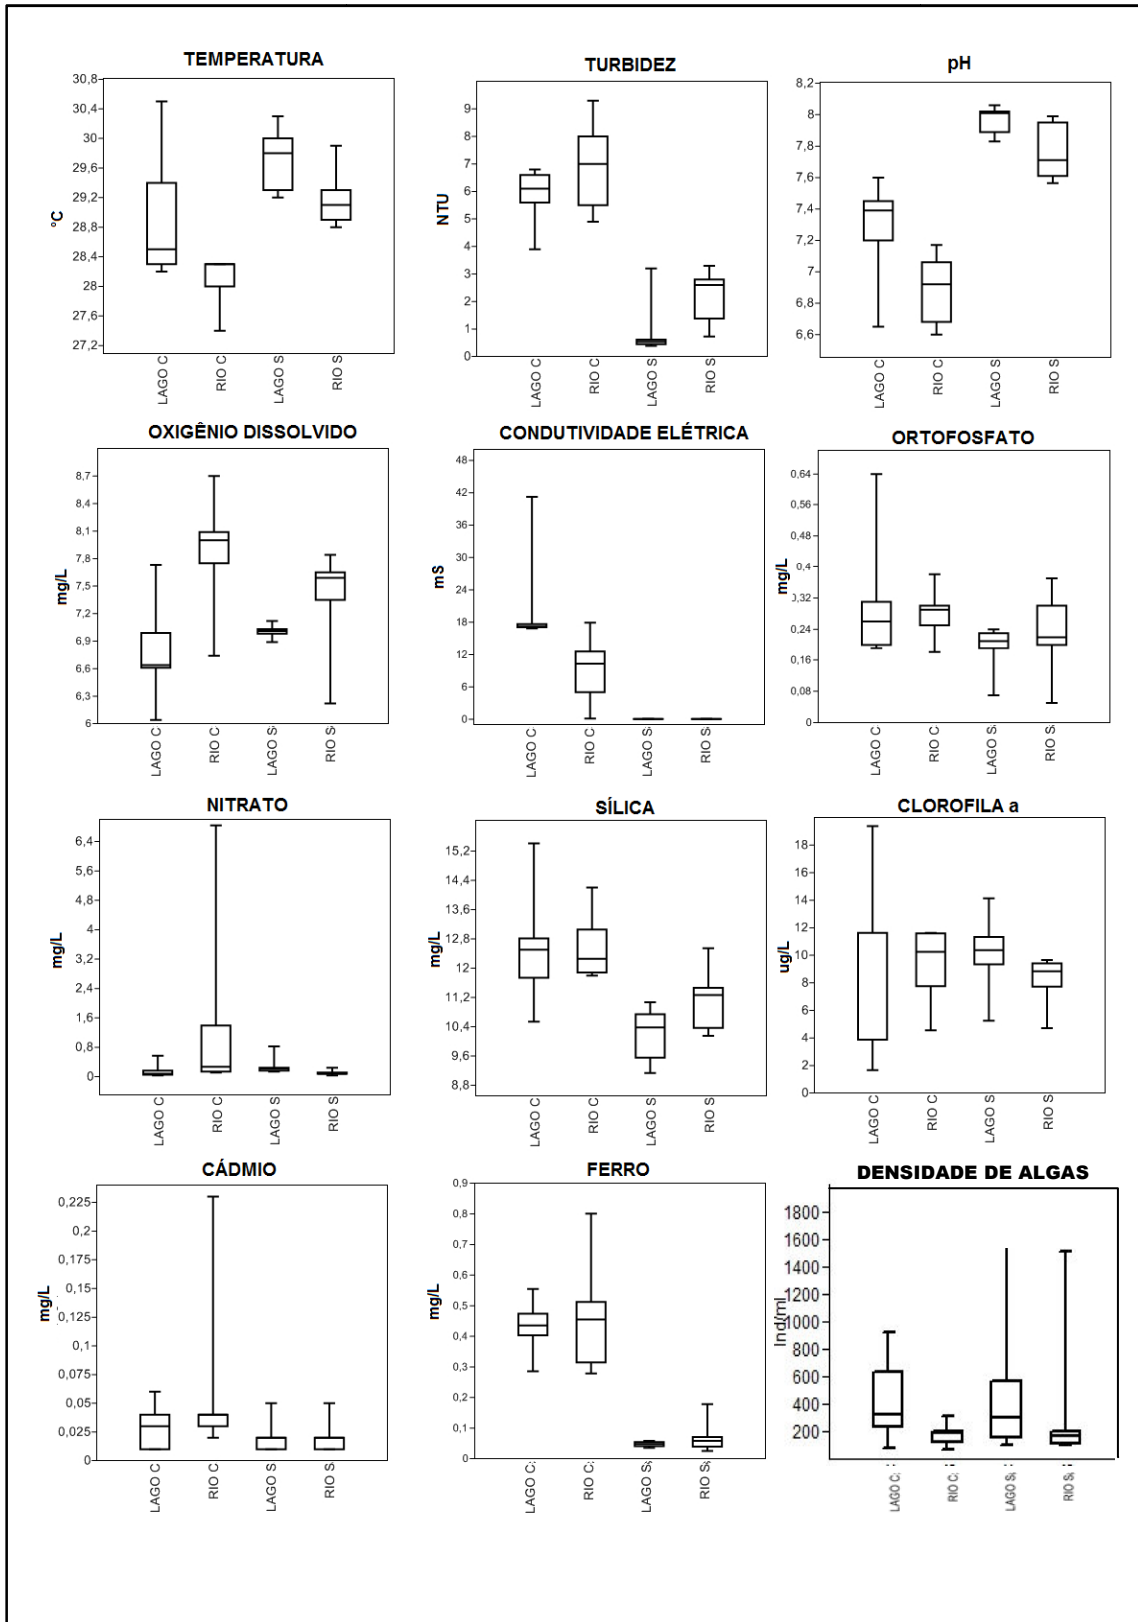 TEMPERATURA
30,8
30,4
30
29,6
29,2
28,8
28,4
28
27,6
27,2
°C
LAGO C
RIO C
LAGO S
RIO S
TURBIDEZ
9
8
7
6
5
4
3
2
1
0
NTU
LAGO C
RIO C
LAGO S
RIO S
pH
8,2
8
7,8
7,6
7,4
7,2
7
6,8
6,6
LAGO C
RIO C
LAGO S
RIO S
OXIGÊNIO DISSOLVIDO
8,7
8,4
8,1
7,8
7,5
7,2
6,9
6,6
6,3
6
mg/L
LAGO C
RIO C
LAGO S
RIO S
CONDUTIVIDADE ELÉTRICA
48
42
36
30
24
18
12
6
0
mS
LAGO C
RIO C
LAGO S
RIO S
ORTOFOSFATO
0,64
0,56
0,48
0,4
0,32
0,24
0,16
0,08
0
mg/L
LAGO C
RIO C
LAGO S
RIO S
NITRATO
6,4
5,6
4,8
4
3,2
2,4
1,6
0,8
0
mg/L
LAGO C
RIO C
LAGO S
RIO S
SÍLICA
15,2
14,4
13,6
12,8
12
11,2
10,4
9,6
8,8
mg/L
LAGO C
RIO C
LAGO S
RIO S
CLOROFILA a
18
16
14
12
10
8
6
4
2
0
ug/L
LAGO C
RIO C
LAGO S
RIO S
CÁDMIO
0,225
0,2
0,175
0,15
0,125
0,1
0,075
0,05
0,025
0
mg/L
LAGO C
RIO C
LAGO S
RIO S
FERRO
0,9
0,8
0,7
0,6
0,5
0,4
0,3
0,2
0,1
0
mg/L
LAGO C
RIO C
LAGO S
RIO S
DENSIDADE DE ALGAS
1800
1600
1400
1200
1000
800
600
400
200
Ind/ml
LAGO C
RIO C
LAGO S
RIO S